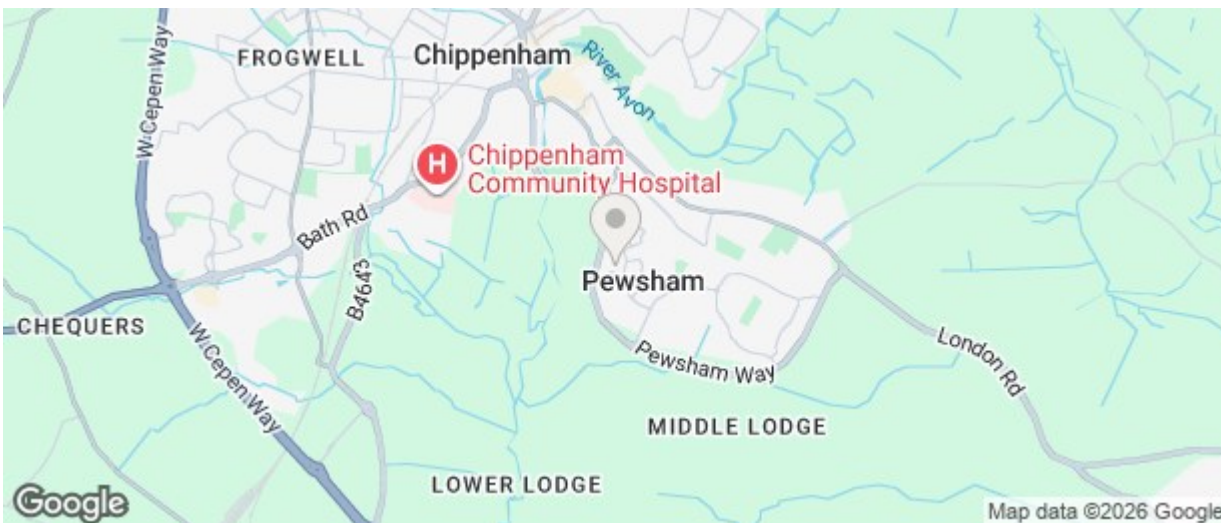 W Cepen Way
FROGWELL
Chippenham
River Avon
H
Chippenham
Community Hospital
Bath Rd
B4643
Pewsham
CHEQUERS
W Cepen Way
Pewsham Way
London Rd
MIDDLE LODGE
LOWER LODGE
Google
Map data ©2026 Google